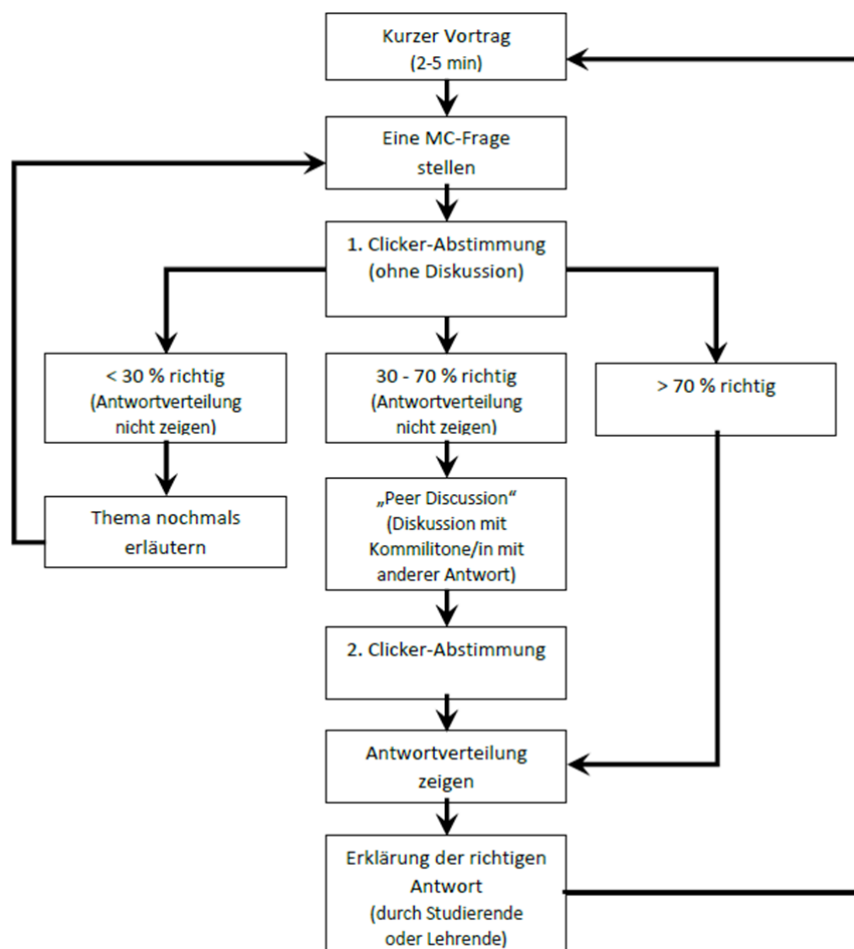 Kurzer Vortrag
(2-5 min)
Eine MC-Frage
stellen
1. Clicker-Abstimmung
(ohne Diskussion)
< 30 % richtig
(Antwortverteilung
nicht zeigen)
30 - 70 % richtig
(Antwortverteilung
nicht zeigen)
> 70 % richtig
Thema nochmals
erläutern
„Peer Discussion“
(Diskussion mit
Kommilitone/in mit
anderer Antwort)
2. Clicker-Abstimmung
Antwortverteilung
zeigen
Erklärung der richtigen
Antwort
(durch Studierende
oder Lehrende)